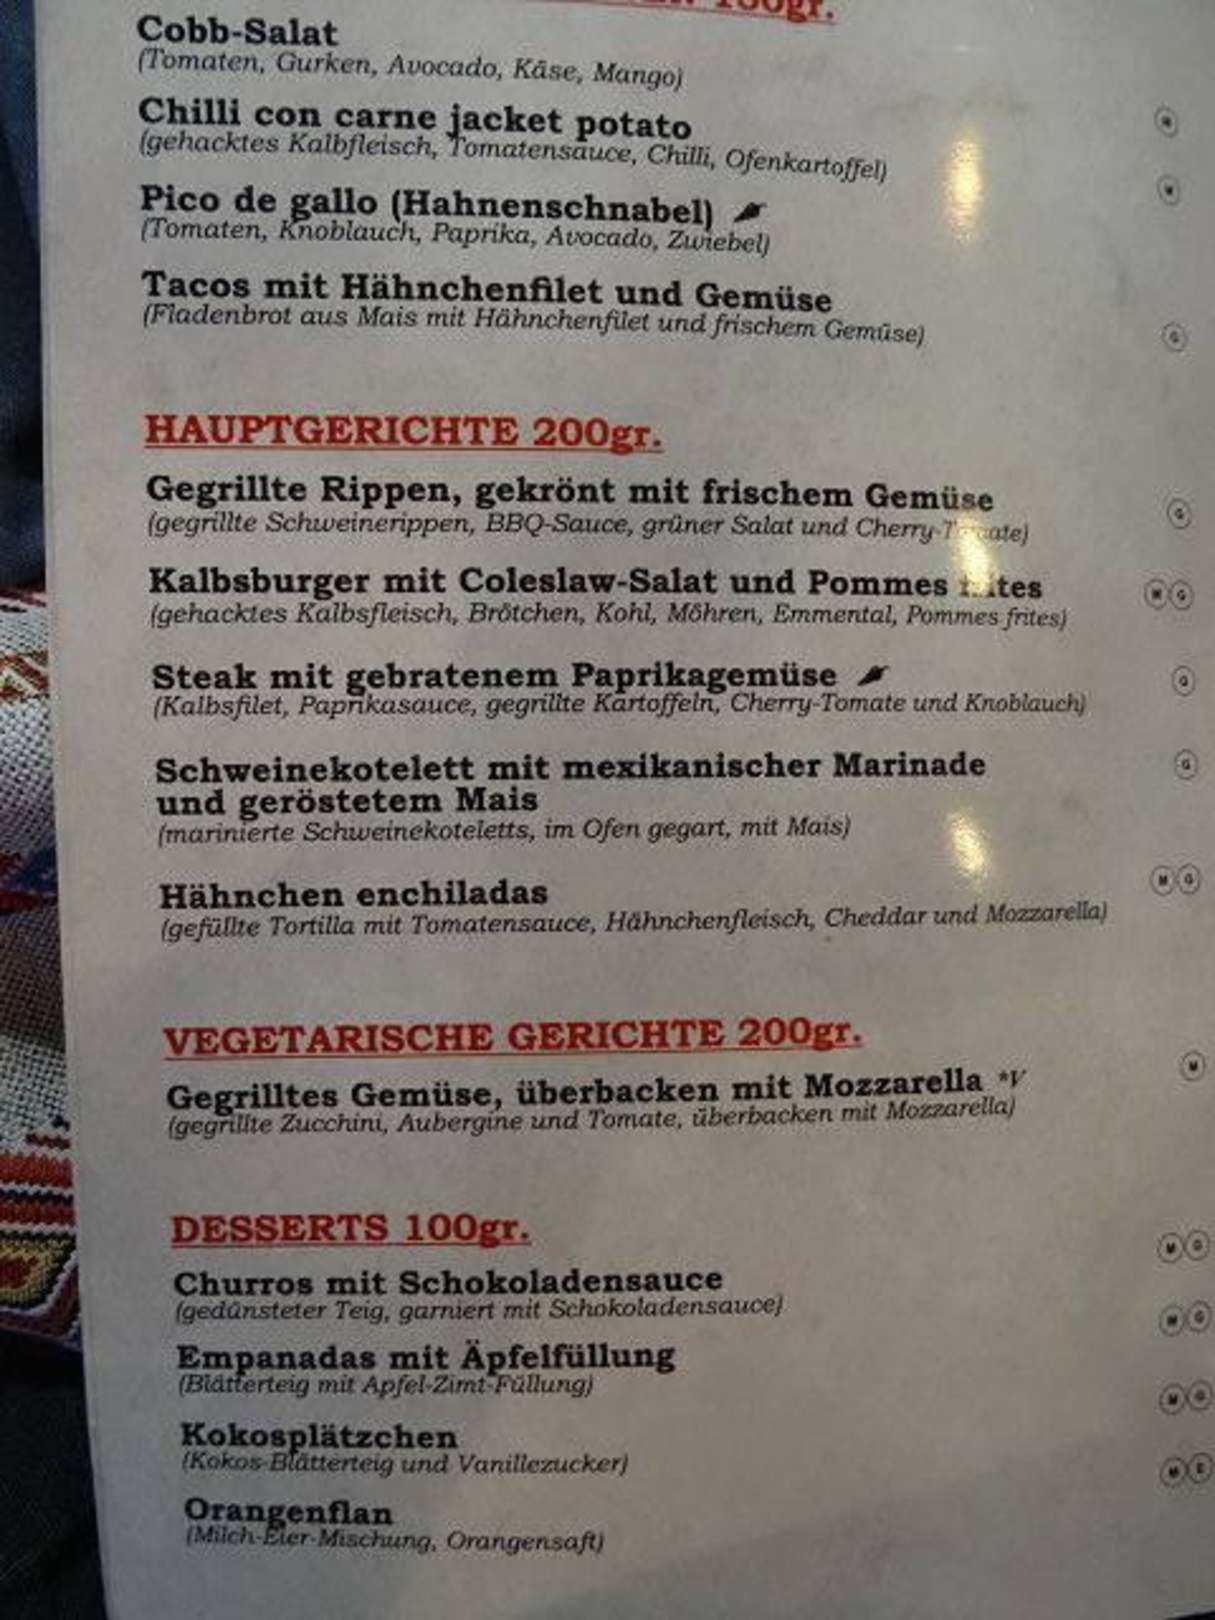 100gr.
Cobb-Salat
(Tomaten, Gurken, Avocado, Käse, Mango)
Chilli con carne jacket potato
(gehacktes Kalbfleisch, Tomatensauce, Chilli, Ofenkartoffel)
M
Pico de gallo (Hahnenschnabel)
(Tomaten, Knoblauch, Paprika, Avocado, Zwiebel)
M
Tacos mit Hähnchenfilet und Gemüse
(Fladenbrot aus Mais mit Hähnchenfilet und frischem Gemüse)
G
HAUPTGERICHTE 200gr.
Gegrillte Rippen, gekrönt mit frischem Gemüse
(gegrillte Schweinerippen, BBQ-Sauce, grüner Salat und
G
Kalbsburger mit Coleslaw-Salat und Pommes
(gehacktes Kalbsfleisch, Brötchen, Kohl, Möhren, Emmental, Pommes frites)
M G
Steak mit gebratenem Paprikagemüse
(Kalbsfilet, Paprikasauce, gegrillte Kartoffeln, Cherry-Tomate und Knoblauch)
G
Schweinekotelett mit mexikanischer Marinade
und geröstetem Mais
(marinierte Schweinekoteletts, im Ofen gegart, mit Mais)
G
Hähnchen enchiladas
(gefüllte Tortilla mit Tomatensauce, Hähnchenfleisch, Cheddar und Mozzarella)
M G
VEGETARISCHE GERICHTE 200gr.
Gegrilltes Gemüse, überbacken mit Mozzarella *V
(gegrillte Zucchini, Aubergine und Tomate, überbacken mit Mozzarella)
M
DESSERTS 100gr.
Churros mit Schokoladensauce
(gedünsteter Teig, garniert mit Schokoladensauce)
M G
Empanadas mit Äpfelfüllung
(Blätterteig mit Apfel-Zimt-Füllung)
M G
Kokosplätzchen
(Kokos-Blätterteig und Vanillezucker)
M G
Orangenflan
(Milch-Eier-Mischung, Orangensaft)
M E